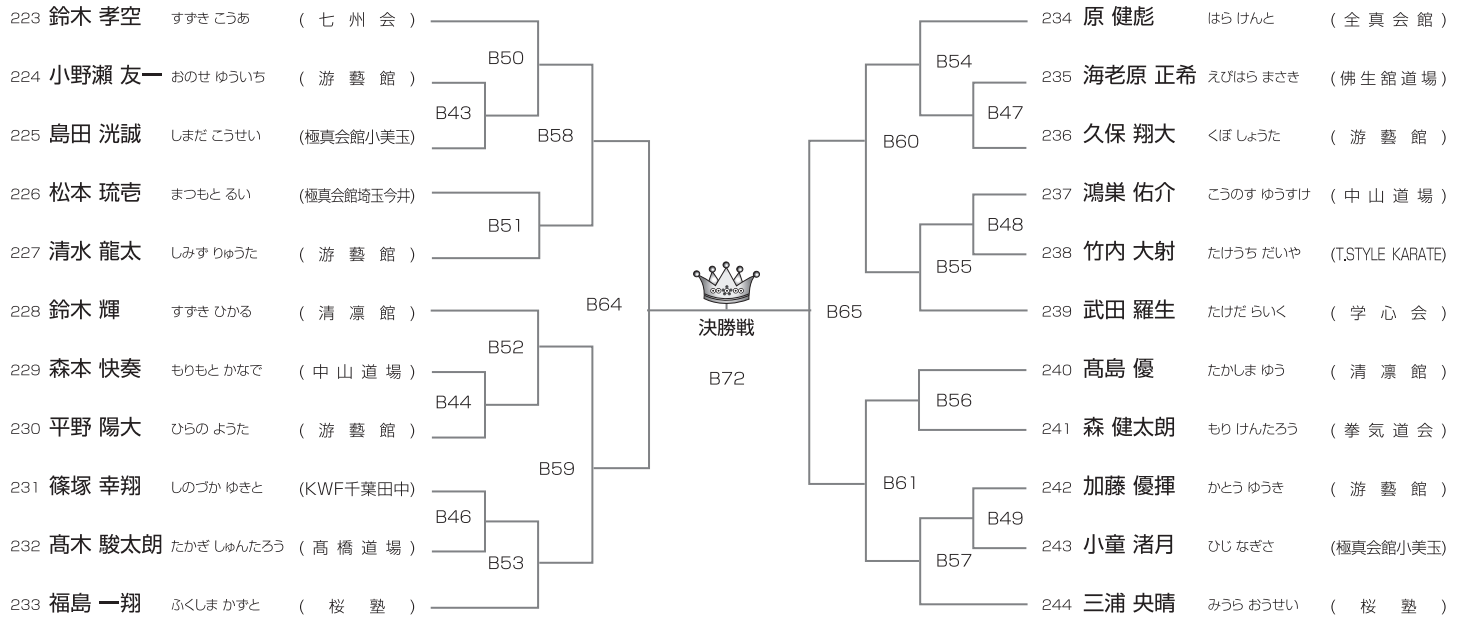 223 鈴木 孝空 すずき こうあ ( 七 州 会 )
224 小野瀬 友一 おのせ ゆういち ( 游 藝 館 )
225 島田 洸誠 しまだ こうせい (極真会館小美玉)
226 松本 琉壱 まつもと るい (極真会館埼玉今井)
227 清水 龍太 しみず りゅうた ( 游 藝 館 )
228 鈴木 輝 すずき ひかる ( 清 凛 館 )
229 森本 快奏 もりもと かなで ( 中 山 道 場 )
230 平野 陽大 ひらの ようた ( 游 藝 館 )
231 篠塚 幸翔 しのづか ゆきと (KWF千葉田中)
232 髙木 駿太朗 たかぎ しゅんたろう ( 髙 橋 道 場 )
233 福島 一翔 ふくしま かずと ( 桜 塾 )
B50
B43
B58
B51
B64
B52
B44
B59
B46
B53
決勝戦
B72
B54
B47
B60
B48
B55
B65
B56
B61
B49
B57
234 原 健彪 はら けんと ( 全 真 会 館 )
235 海老原 正希 えびはら まさき (佛生舘道場)
236 久保 翔大 くぼ しょうた ( 游 藝 館 )
237 鴻巣 佑介 こうのす ゆうすけ ( 中 山 道 場 )
238 竹内 大射 たけうち だいや (T.STYLE KARATE)
239 武田 羅生 たけだ らいく ( 学 心 会 )
240 髙島 優 たかしま ゆう ( 清 凛 館 )
241 森 健太朗 もり けんたろう ( 拳 気 道 会 )
242 加藤 優揮 かとう ゆうき ( 游 藝 館 )
243 小童 渚月 ひじ なぎさ (極真会館小美玉)
244 三浦 央晴 みうら おうせい ( 桜 塾 )